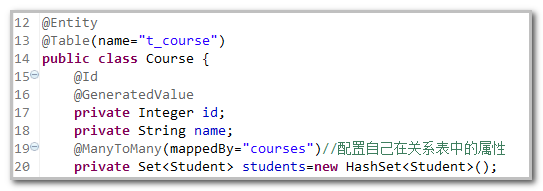 12 @Entity
13 @Table(name="t_course")
14 public class Course {
15 @Id
16 @GeneratedValue
17 private Integer id;
18 private String name;
19 @ManyToMany(mappedBy="courses")//配置自己在关系表中的属性
20 private Set<Student> students=new HashSet<Student>();